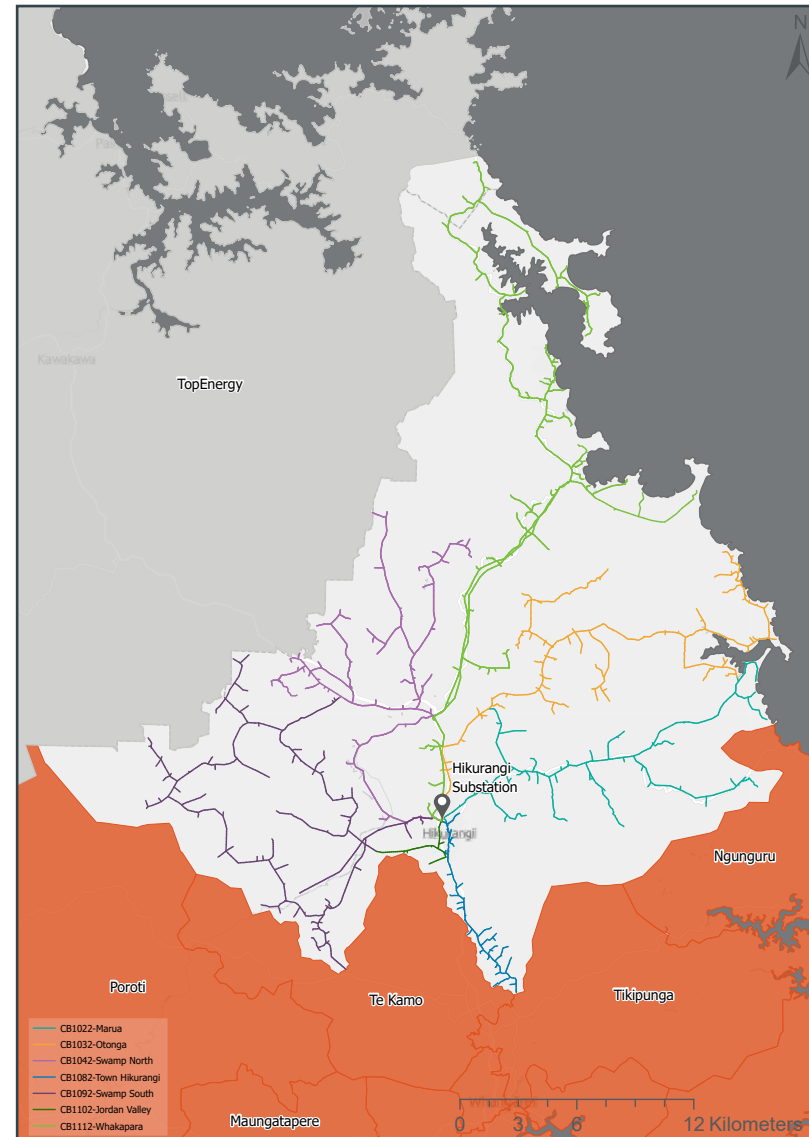 N
Kawakawa
TopEnergy
Hikurangi
Substation
Hikurangi
Ngunguru
Poroti
Te Kamo
Tikipunga
CB1022-Marua
CB1032-Otonga
CB1042-Swamp North
CB1082-Town Hikurangi
CB1092-Swamp South
CB1102-Jordan Valley
CB1112-Whakapara
Maungatapere
0 3 6 12 Kilometers